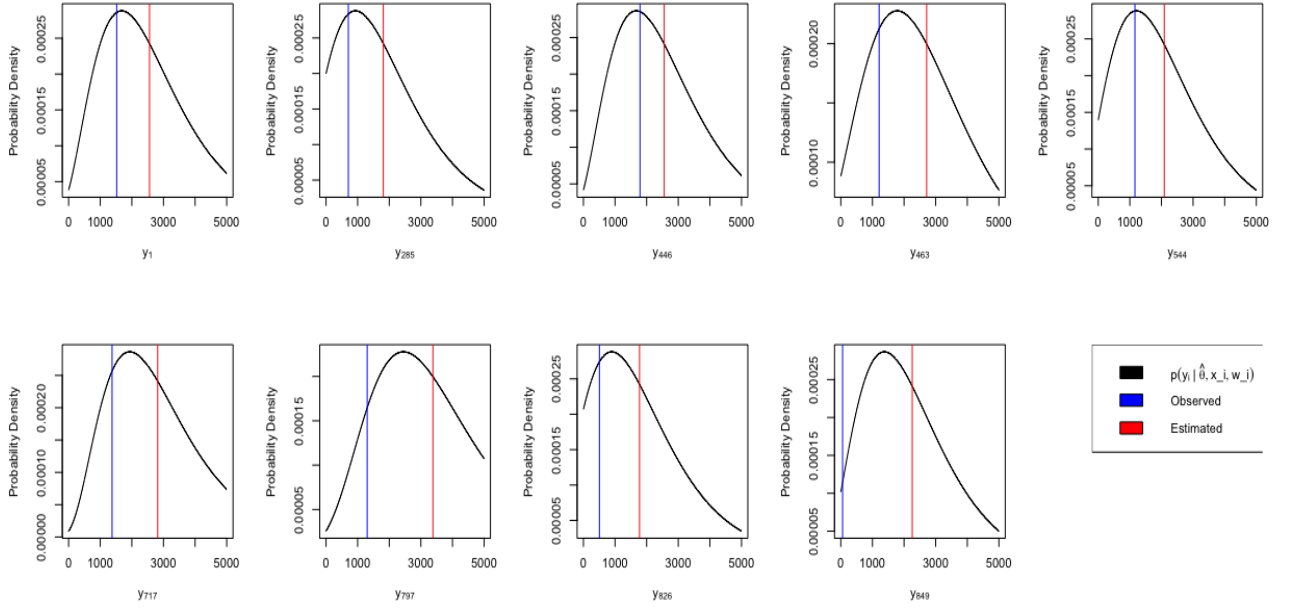 Probability Density
0.00005 0.00015 0.00025
0 1000 3000 5000
y₁
Probability Density
0.00005 0.00015 0.00025
0 1000 3000 5000
y₂₈₅
Probability Density
0.00005 0.00015 0.00025
0 1000 3000 5000
y₄₄₆
Probability Density
0.00010 0.00020
0 1000 3000 5000
y₄₆₃
Probability Density
0.00005 0.00015 0.00025
0 1000 3000 5000
y₅₄₄
Probability Density
0.00000 0.00010 0.00020
0 1000 3000 5000
y₇₁₇
Probability Density
0.00005 0.00015
0 1000 3000 5000
y₇₉₇
Probability Density
0.00005 0.00015 0.00025
0 1000 3000 5000
y₈₂₆
Probability Density
0.00005 0.00015 0.00025
0 1000 3000 5000
y₈₄₉
p(yᵢ | θ̂, x_i, w_i)
Observed
Estimated